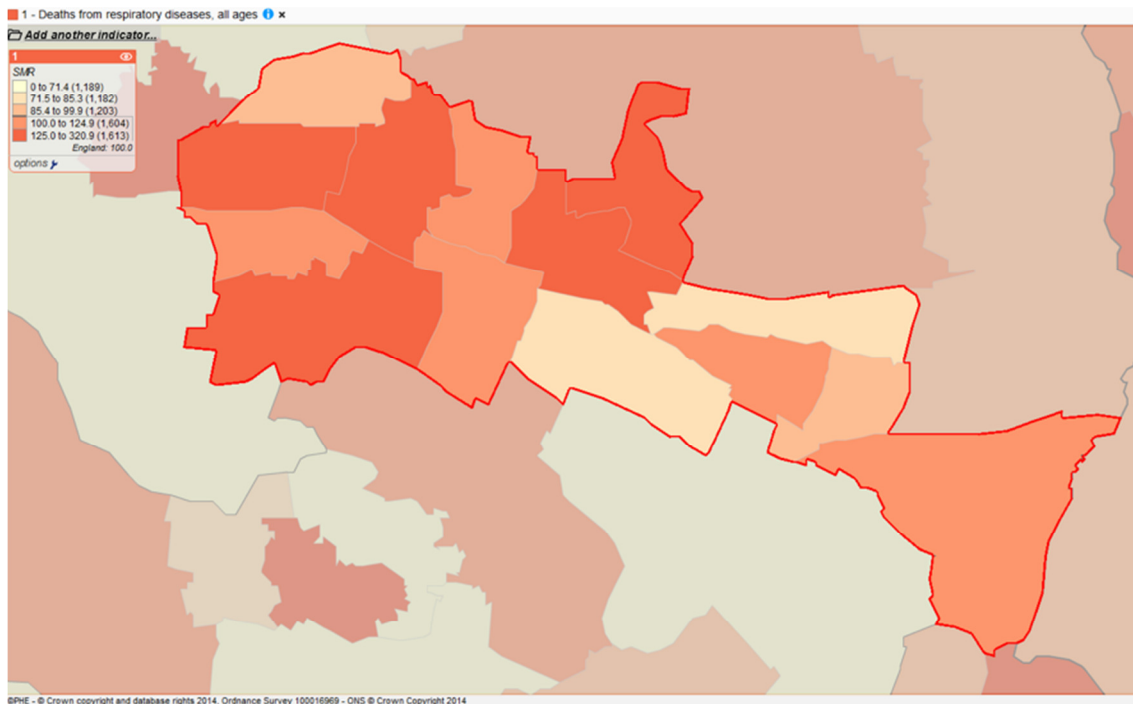 1 - Deaths from respiratory diseases, all ages i ×
Add another indicator...
1
SMR
0 to 71.4 (1,189)
71.5 to 85.3 (1,182)
85.4 to 99.9 (1,203)
100.0 to 124.9 (1,604)
125.0 to 320.9 (1,613)
England: 100.0
options
©PHE - © Crown copyright and database rights 2014, Ordnance Survey 100016969 - ONS © Crown Copyright 2014